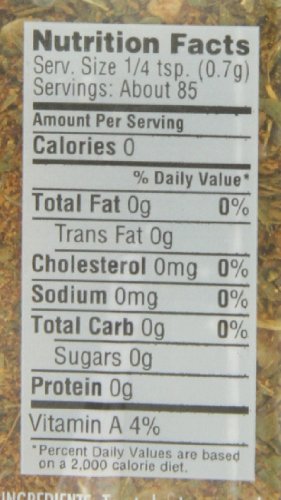 Nutrition Facts
Serv. Size 1/4 tsp. (0.7g)
Servings: About 85
Amount Per Serving
Calories 0
% Daily Value*
Total Fat 0g 0%
Trans Fat 0g
Cholesterol 0mg 0%
Sodium 0mg 0%
Total Carb 0g 0%
Sugars 0g
Protein 0g
Vitamin A 4%
*Percent Daily Values are based
on a 2,000 calorie diet.
INGREDIENTS: